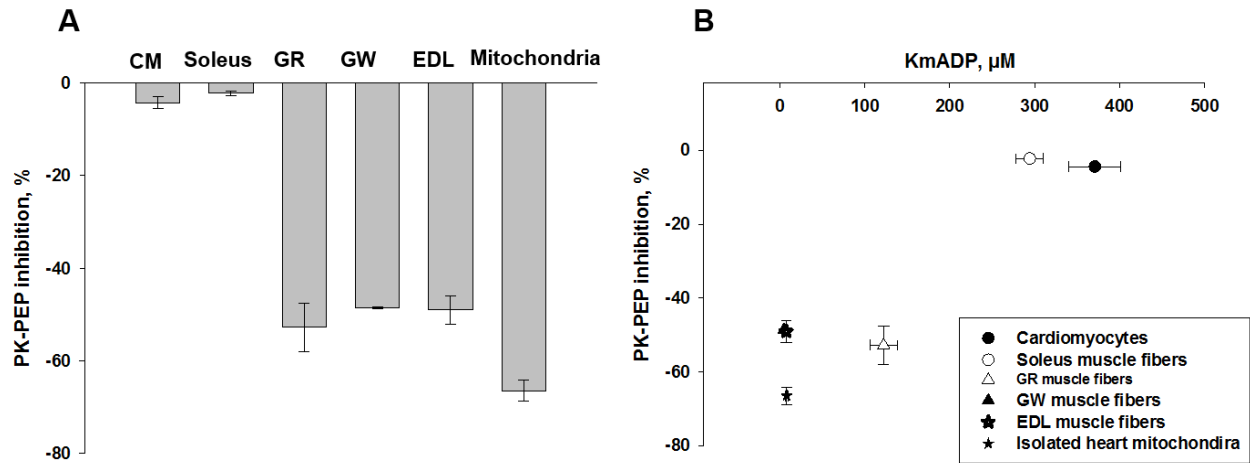 A
CM Soleus GR GW EDL Mitochondria
0
-20
-40
-60
-80
PK-PEP inhibition, %
B
KmADP, µM
0 100 200 300 400 500
0
-20
-40
-60
-80
PK-PEP inhibition, %
Cardiomyocytes
Soleus muscle fibers
GR muscle fibers
GW muscle fibers
EDL muscle fibers
Isolated heart mitochondira